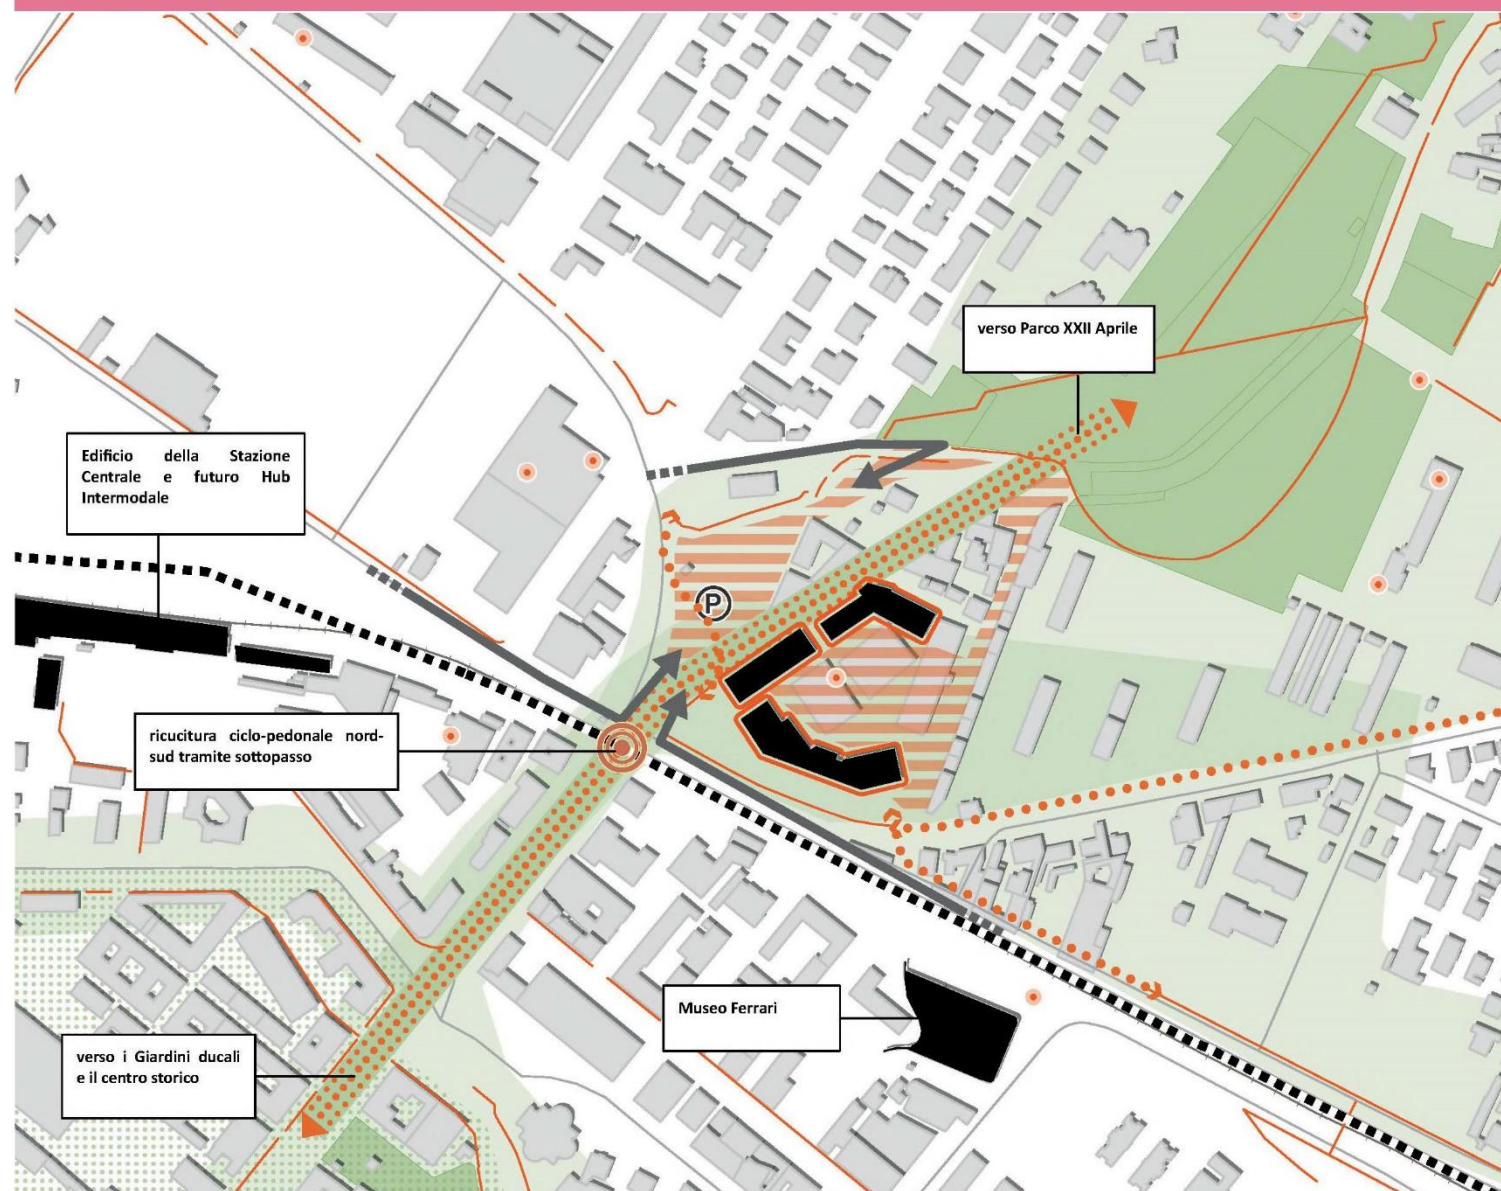 verso Parco XXII Aprile
Edificio della Stazione
Centrale e futuro Hub
Intermodale
P
ricucitura ciclo-pedonale nord-
sud tramite sottopasso
Museo Ferrari
verso i Giardini ducali
e il centro storico